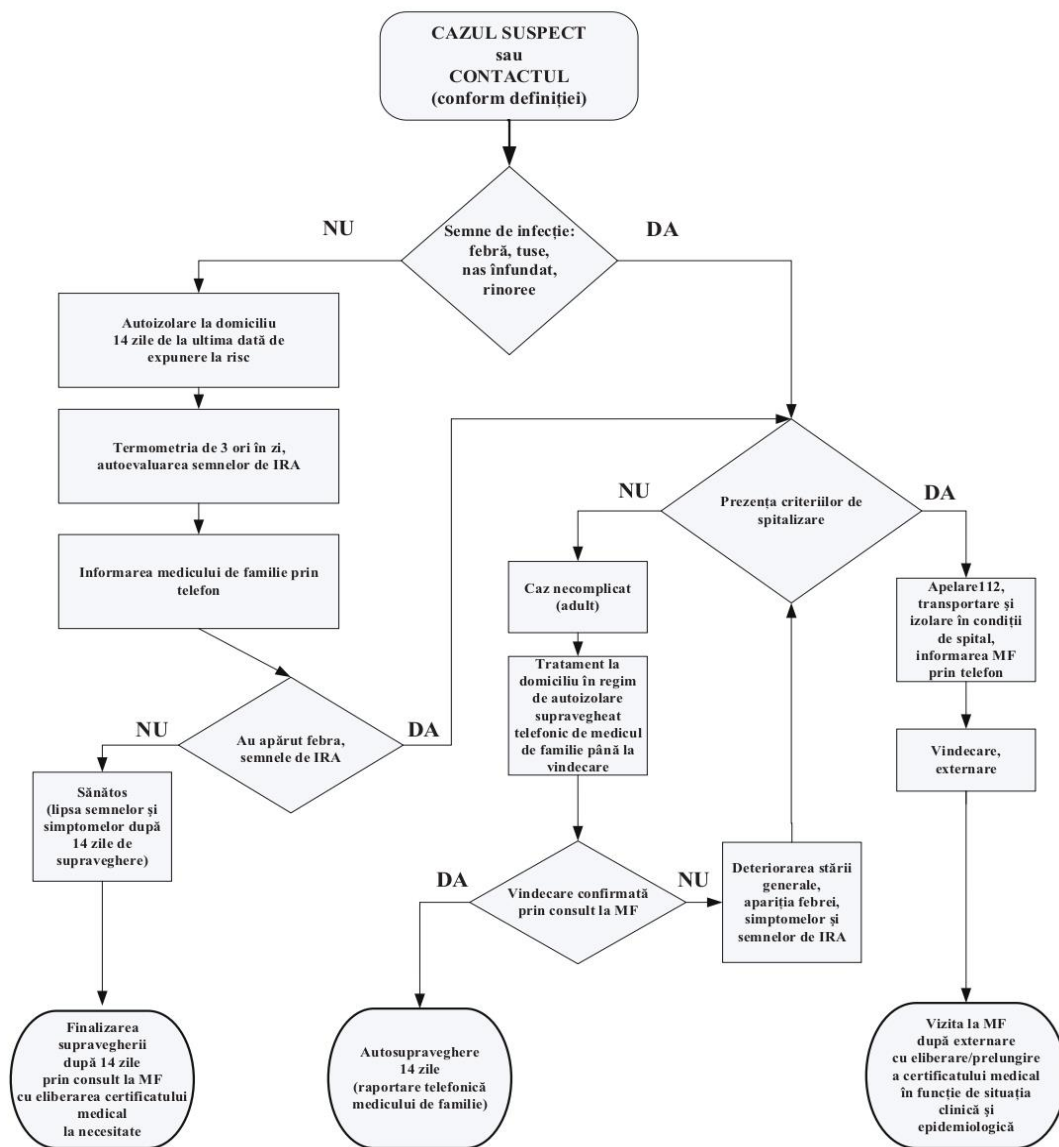 CAZUL SUSPECT
sau
CONTACTUL
(conform definiției)
NU
Semne de infecție:
febră, tuse,
nas înfundat,
rinoree
DA
Autoizolare la domiciliu
14 zile de la ultima dată de
expunere la risc
Termometria de 3 ori în zi,
autoevaluarea semnelor de IRA
Informarea medicului de familie prin
telefon
NU
Au apărut febra,
semnele de IRA
DA
Sănătos
(lipsa semnelor și
simptomelor după
14 zile de
supraveghere)
Finalizarea
supravegherii
după 14 zile
prin consult la MF
cu eliberarea certificatului
medical
la necesitate
NU
Prezența criteriilor de
spitalizare
DA
Caz necomplicat
(adult)
Tratament la
domiciliu în regim
de autoizolare
supravegheat
telefonic de medicul
de familie până la
vindecare
DA
Vindecare confirmată
prin consult la MF
NU
Deteriorarea stării
generale,
apariția febrei,
simptomelor și
semnelor de IRA
Autosupraveghere
14 zile
(raportare telefonică
medicului de familie)
Apelare112,
transportare și
izolare în condiții
de spital,
informarea MF
prin telefon
Vindecare,
externare
Vizita la MF
după externare
cu eliberare/prelungire
a certificatului medical
în funcție de situația
clinică și
epidemiologică